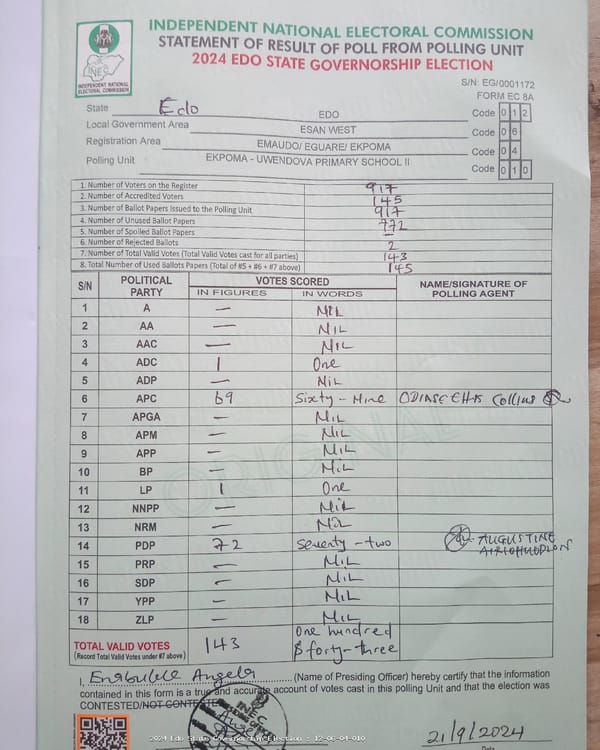 INDEPENDENT NATIONAL ELECTORAL COMMISSION
STATEMENT OF RESULT OF POLL FROM POLLING UNIT
2024 EDO STATE GOVERNORSHIP ELECTION
INEC
INDEPENDENT NATIONAL
ELECTORAL COMMISSION
S/N: EG/0001172
FORM EC 8A
State Edo EDO Code 0 1 2
Local Government Area ESAN WEST Code 0 6
Registration Area EMAUDO/ EGUARE/ EKPOMA Code 0 4
Polling Unit EKPOMA - UWENDOVA PRIMARY SCHOOL II Code 0 1 0
1. Number of Voters on the Register 917
2. Number of Accredited Voters 145
3. Number of Ballot Papers Issued to the Polling Unit 917
4. Number of Unused Ballot Papers 772
5. Number of Spoiled Ballot Papers —
6. Number of Rejected Ballots 2
7. Number of Total Valid Votes (Total Valid Votes cast for all parties) 143
8. Total Number of Used Ballots Papers (Total of #5 + #6 + #7 above) 145
S/N POLITICAL PARTY VOTES SCORED NAME/SIGNATURE OF POLLING AGENT
IN FIGURES IN WORDS
1 A — NIL
2 AA — NIL
3 AAC — NIL
4 ADC 1 One
5 ADP — NIL
6 APC 69 Sixty-Nine Collins
7 APGA — NIL
8 APM — NIL
9 APP — NIL
10 BP — NIL
11 LP 1 One
12 NNPP — NIL
13 NRM — NIL
14 PDP 72 Seventy-two AUGUSTINE
15 PRP — NIL
16 SDP — NIL
17 YPP — NIL
18 ZLP — NIL
TOTAL VALID VOTES 143 One hundred
(Record Total Valid Votes under #7 above) & forty-three
ORIGINAL
I, Enabulele Angela (Name of Presiding Officer) hereby certify that the information
contained in this form is a true and accurate account of votes cast in this polling Unit and that the election was
CONTESTED/NOT CONTESTED
21/9/2024
2024 Edo State Governorship Election : 12-06-04-010
Date